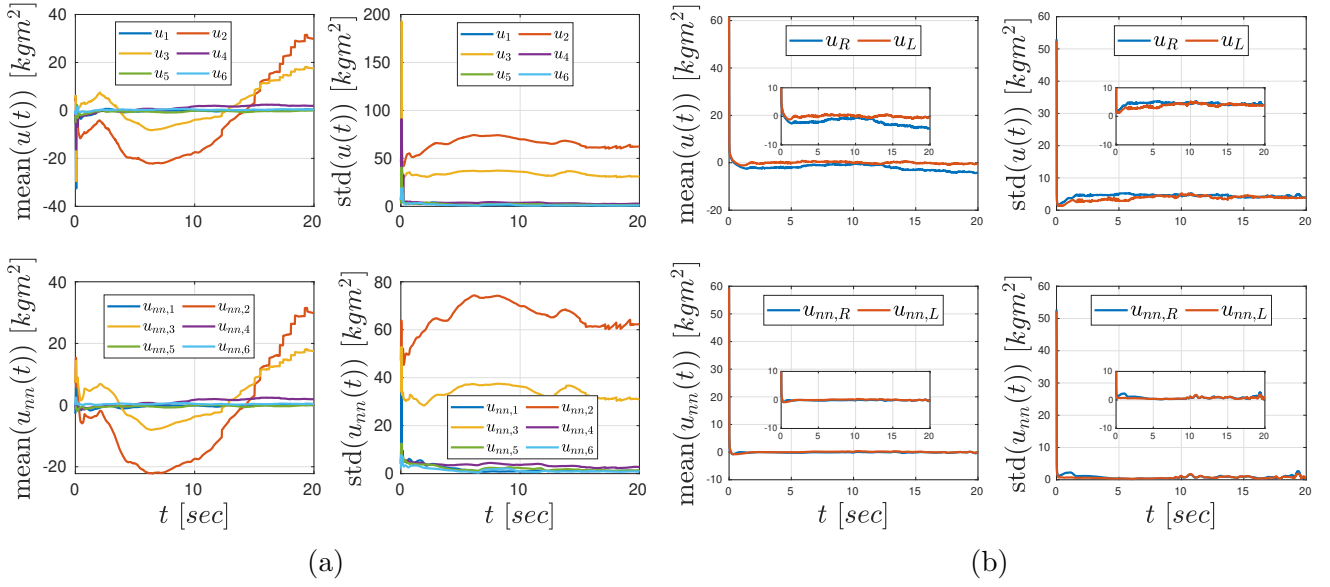 mean(u(t)) [kgm²]
40
20
0
-20
-40
u₁ u₂
u₃ u₄
u₅ u₆
0 10 20
std(u(t)) [kgm²]
200
150
100
50
0
u₁ u₂
u₃ u₄
u₅ u₆
0 10 20
mean(u(t)) [kgm²]
60
40
20
0
-20
u_R u_L
10
0
-10
0 5 10 15 20
0 5 10 15 20
std(u(t)) [kgm²]
60
50
40
30
20
10
0
u_R u_L
10
0
-10
0 5 10 15 20
0 5 10 15 20
mean(u_nn(t)) [kgm²]
40
20
0
-20
u_nn,1 u_nn,2
u_nn,3 u_nn,4
u_nn,5 u_nn,6
0 10 20
t [sec]
std(u_nn(t)) [kgm²]
80
60
40
20
0
u_nn,1 u_nn,2
u_nn,3 u_nn,4
u_nn,5 u_nn,6
0 10 20
t [sec]
mean(u_nn(t)) [kgm²]
60
50
40
30
20
10
0
-10
u_nn,R u_nn,L
10
0
-10
0 5 10 15 20
0 5 10 15 20
t [sec]
std(u_nn(t)) [kgm²]
60
50
40
30
20
10
0
u_nn,R u_nn,L
10
0
-10
0 5 10 15 20
0 5 10 15 20
t [sec]
(a) (b)